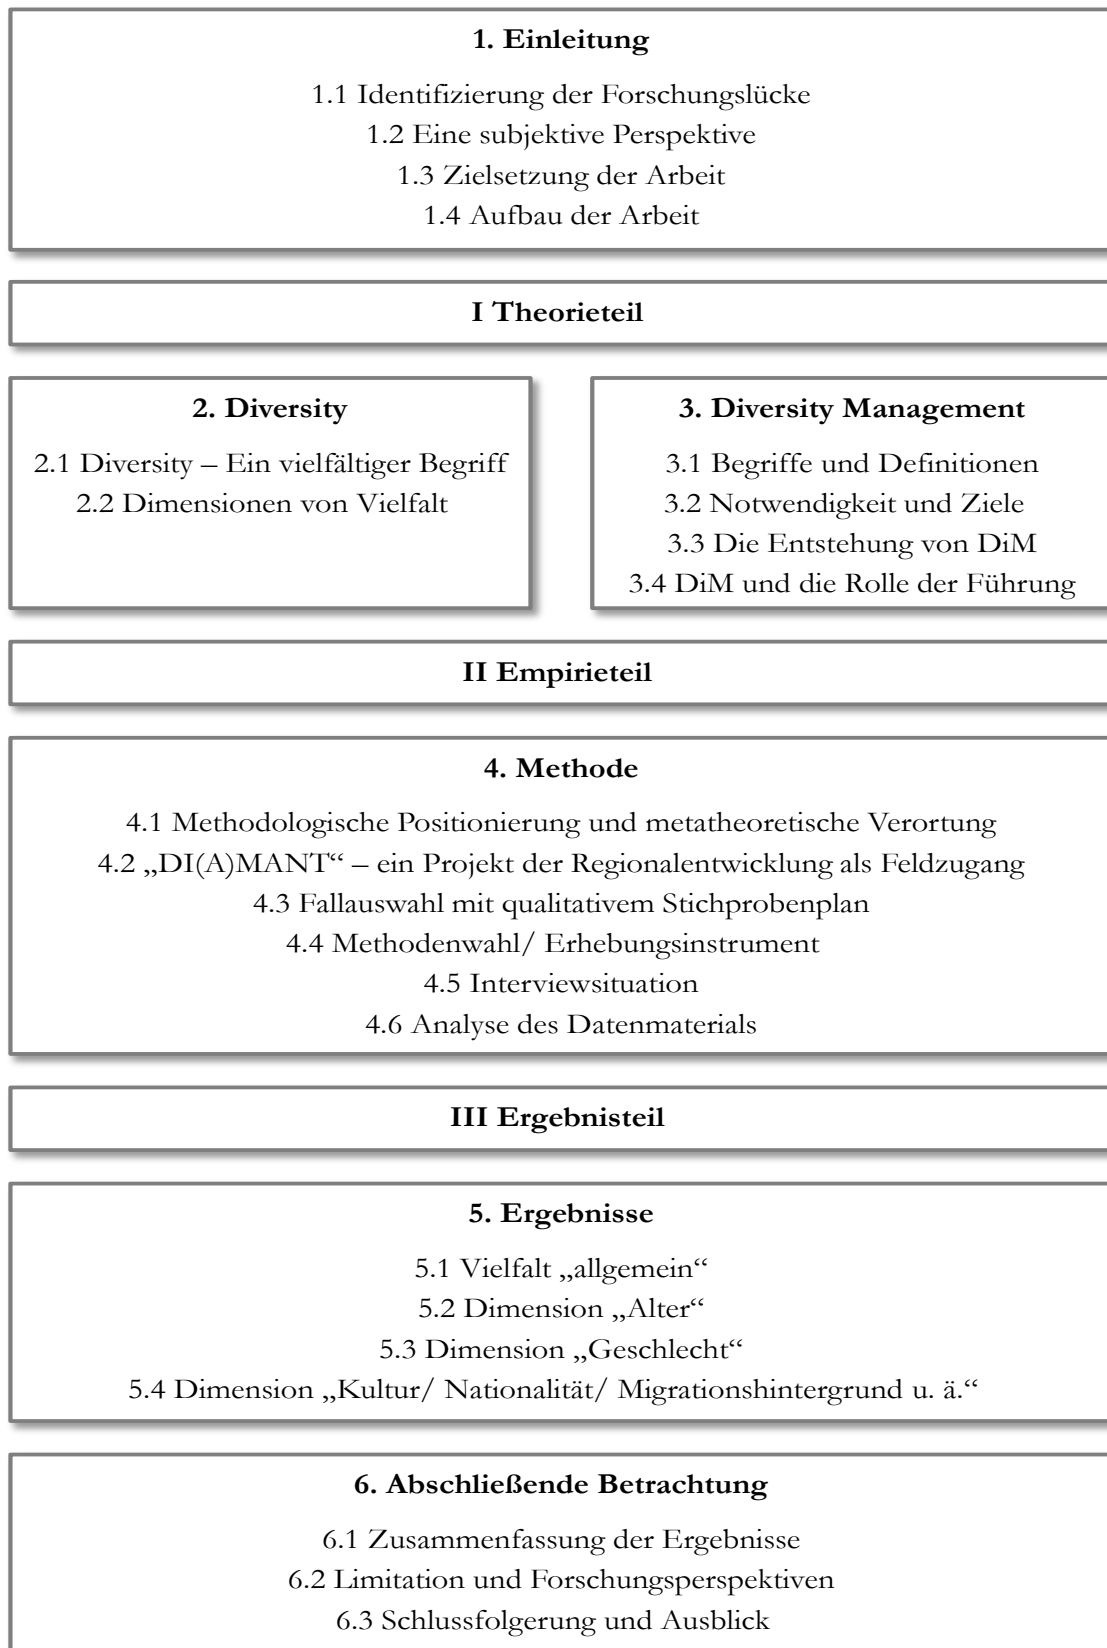 1. Einleitung
1.1 Identifizierung der Forschungslücke
1.2 Eine subjektive Perspektive
1.3 Zielsetzung der Arbeit
1.4 Aufbau der Arbeit
I Theorieteil
2. Diversity
2.1 Diversity – Ein vielfältiger Begriff
2.2 Dimensionen von Vielfalt
3. Diversity Management
3.1 Begriffe und Definitionen
3.2 Notwendigkeit und Ziele
3.3 Die Entstehung von DiM
3.4 DiM und die Rolle der Führung
II Empirieteil
4. Methode
4.1 Methodologische Positionierung und metatheoretische Verortung
4.2 „DI(A)MANT“ – ein Projekt der Regionalentwicklung als Feldzugang
4.3 Fallauswahl mit qualitativem Stichprobenplan
4.4 Methodenwahl/ Erhebungsinstrument
4.5 Interviewsituation
4.6 Analyse des Datenmaterials
III Ergebnisteil
5. Ergebnisse
5.1 Vielfalt „allgemein“
5.2 Dimension „Alter“
5.3 Dimension „Geschlecht“
5.4 Dimension „Kultur/ Nationalität/ Migrationshintergrund u. ä.“
6. Abschließende Betrachtung
6.1 Zusammenfassung der Ergebnisse
6.2 Limitation und Forschungsperspektiven
6.3 Schlussfolgerung und Ausblick